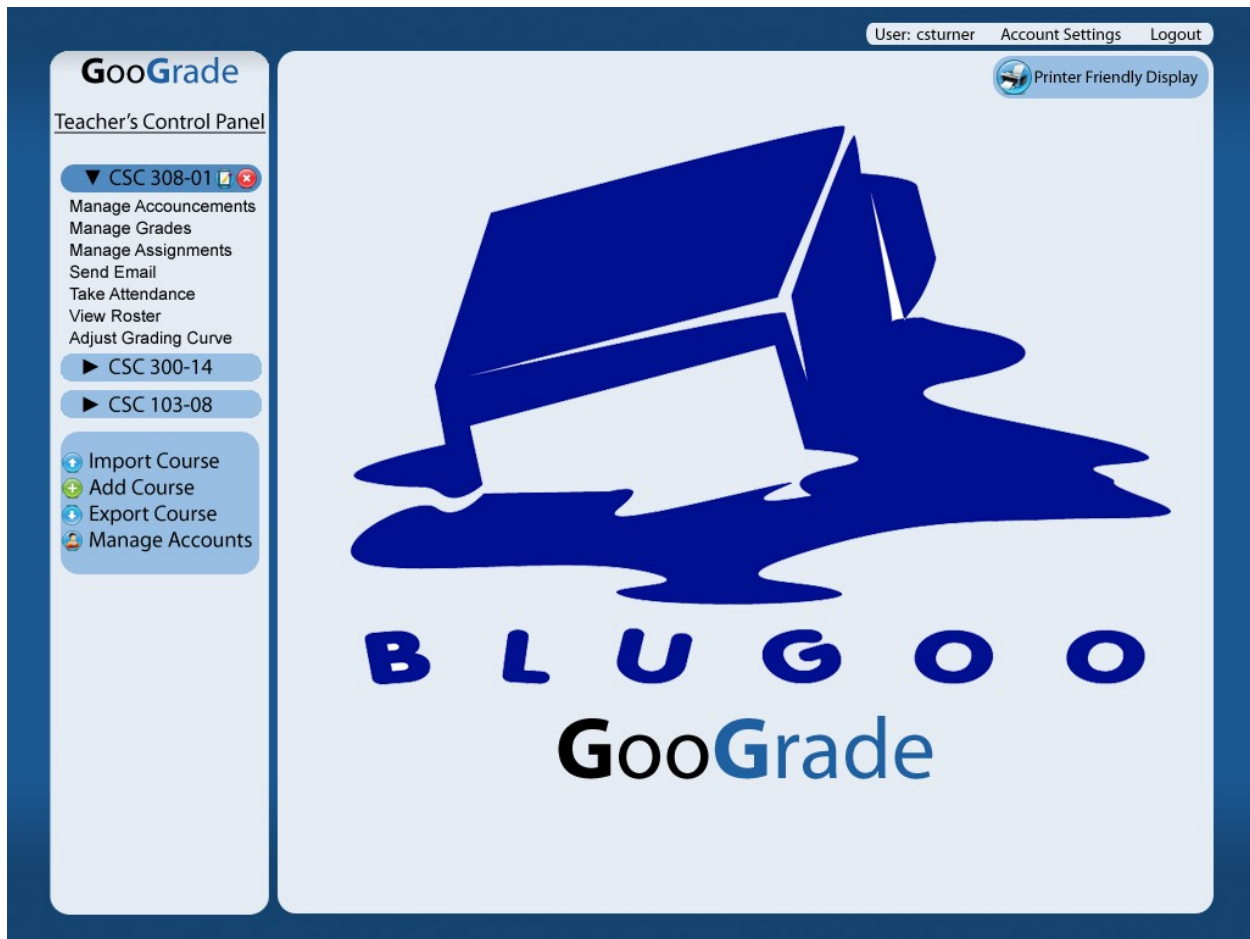 User: csturner Account Settings Logout
GooGrade
Printer Friendly Display
Teacher's Control Panel
▼ CSC 308-01
Manage Accouncements
Manage Grades
Manage Assignments
Send Email
Take Attendance
View Roster
Adjust Grading Curve
► CSC 300-14
► CSC 103-08
Import Course
Add Course
Export Course
Manage Accounts
BLUGOO
GooGrade